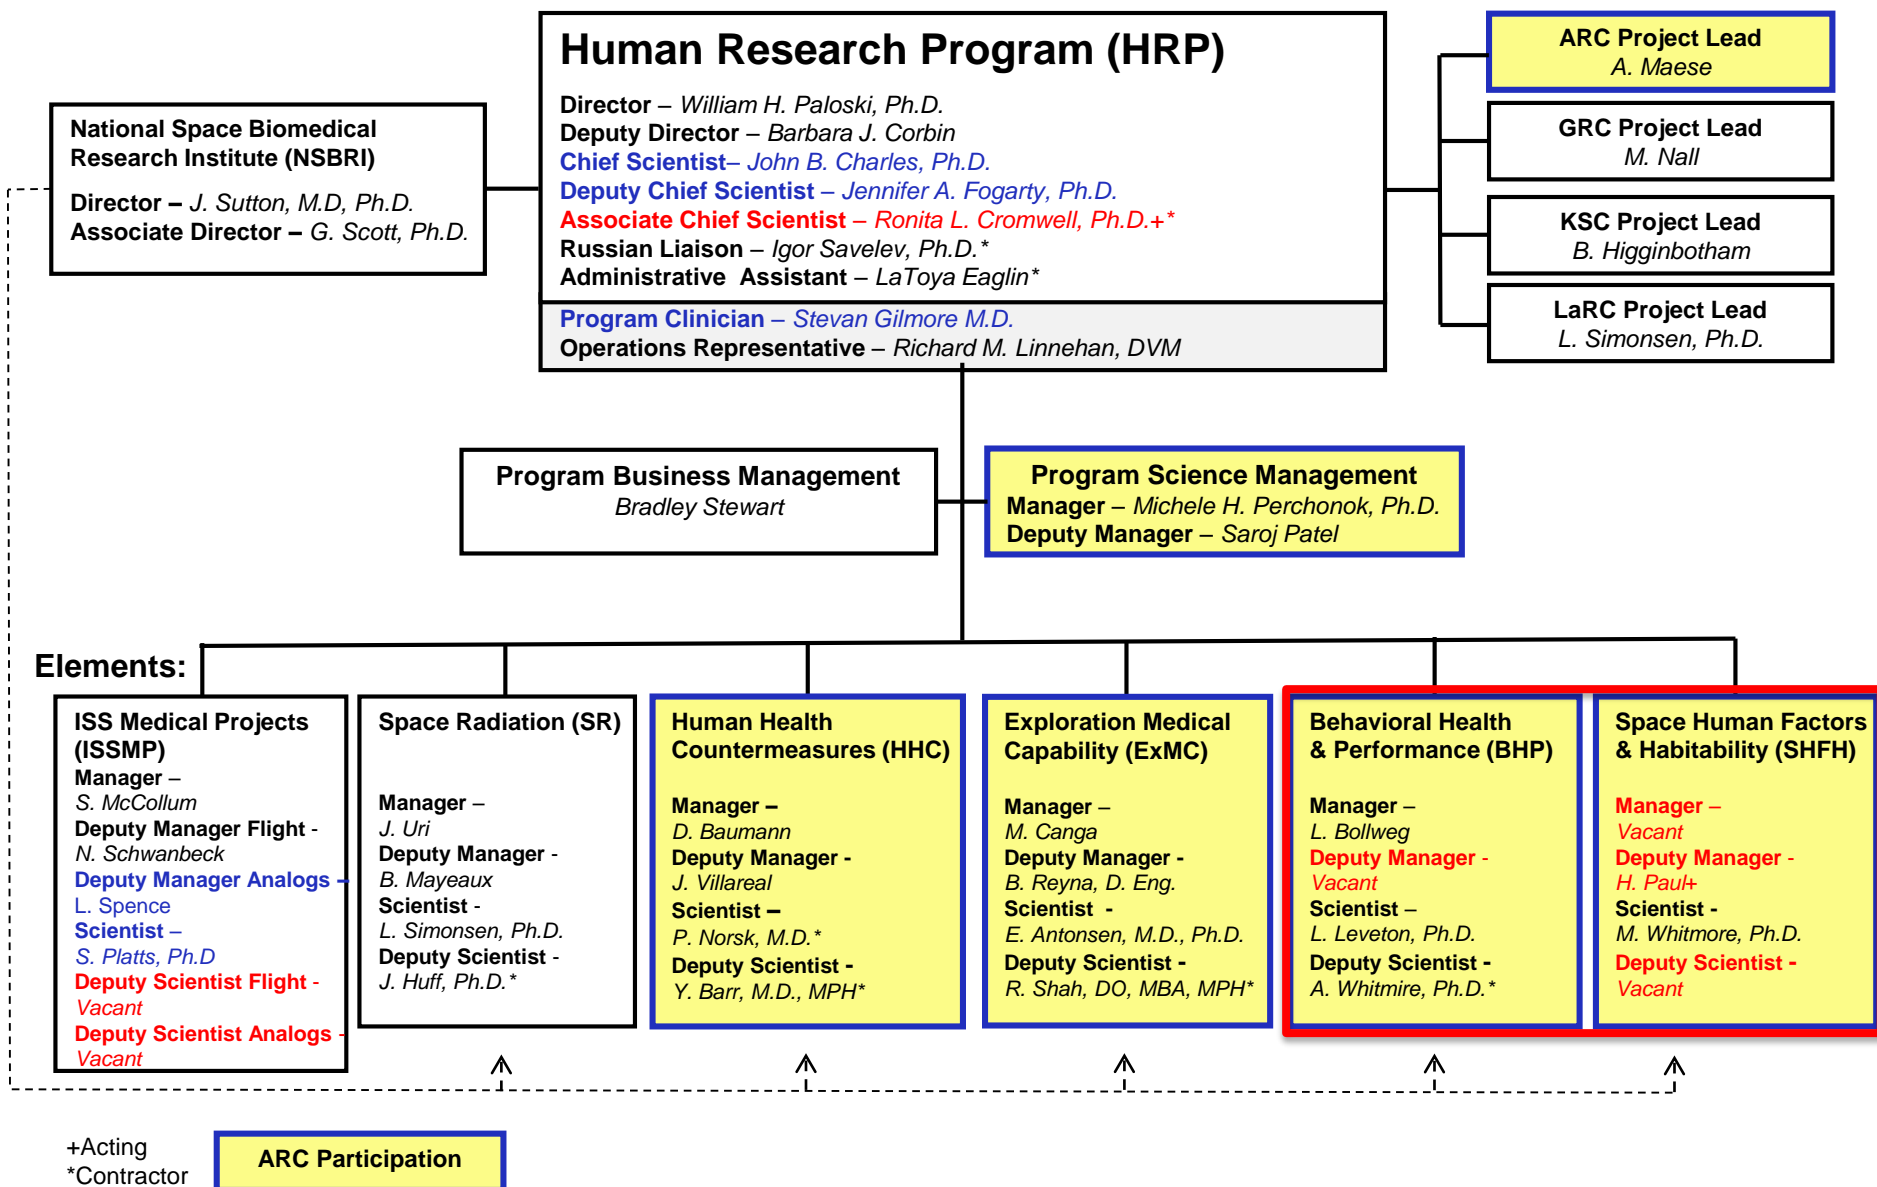 Human Research Program (HRP)
Director – William H. Paloski, Ph.D.
Deputy Director – Barbara J. Corbin
Chief Scientist– John B. Charles, Ph.D.
Deputy Chief Scientist – Jennifer A. Fogarty, Ph.D.
Associate Chief Scientist – Ronita L. Cromwell, Ph.D.+*
Russian Liaison – Igor Savelev, Ph.D.*
Administrative Assistant – LaToya Eaglin*
Program Clinician – Stevan Gilmore M.D.
Operations Representative – Richard M. Linnehan, DVM
National Space Biomedical
Research Institute (NSBRI)
Director – J. Sutton, M.D, Ph.D.
Associate Director – G. Scott, Ph.D.
ARC Project Lead
A. Maese
GRC Project Lead
M. Nall
KSC Project Lead
B. Higginbotham
LaRC Project Lead
L. Simonsen, Ph.D.
Program Business Management
Bradley Stewart
Program Science Management
Manager – Michele H. Perchonok, Ph.D.
Deputy Manager – Saroj Patel
Elements:
ISS Medical Projects
(ISSMP)
Manager –
S. McCollum
Deputy Manager Flight -
N. Schwanbeck
Deputy Manager Analogs –
L. Spence
Scientist –
S. Platts, Ph.D
Deputy Scientist Flight -
Vacant
Deputy Scientist Analogs -
Vacant
Space Radiation (SR)
Manager –
J. Uri
Deputy Manager -
B. Mayeaux
Scientist -
L. Simonsen, Ph.D.
Deputy Scientist -
J. Huff, Ph.D.*
Human Health
Countermeasures (HHC)
Manager –
D. Baumann
Deputy Manager -
J. Villareal
Scientist –
P. Norsk, M.D.*
Deputy Scientist -
Y. Barr, M.D., MPH*
Exploration Medical
Capability (ExMC)
Manager –
M. Canga
Deputy Manager -
B. Reyna, D. Eng.
Scientist -
E. Antonsen, M.D., Ph.D.
Deputy Scientist -
R. Shah, DO, MBA, MPH*
Behavioral Health
& Performance (BHP)
Manager –
L. Bollweg
Deputy Manager -
Vacant
Scientist –
L. Leveton, Ph.D.
Deputy Scientist -
A. Whitmire, Ph.D.*
Space Human Factors
& Habitability (SHFH)
Manager –
Vacant
Deputy Manager -
H. Paul+
Scientist -
M. Whitmore, Ph.D.
Deputy Scientist -
Vacant
+Acting
*Contractor
ARC Participation